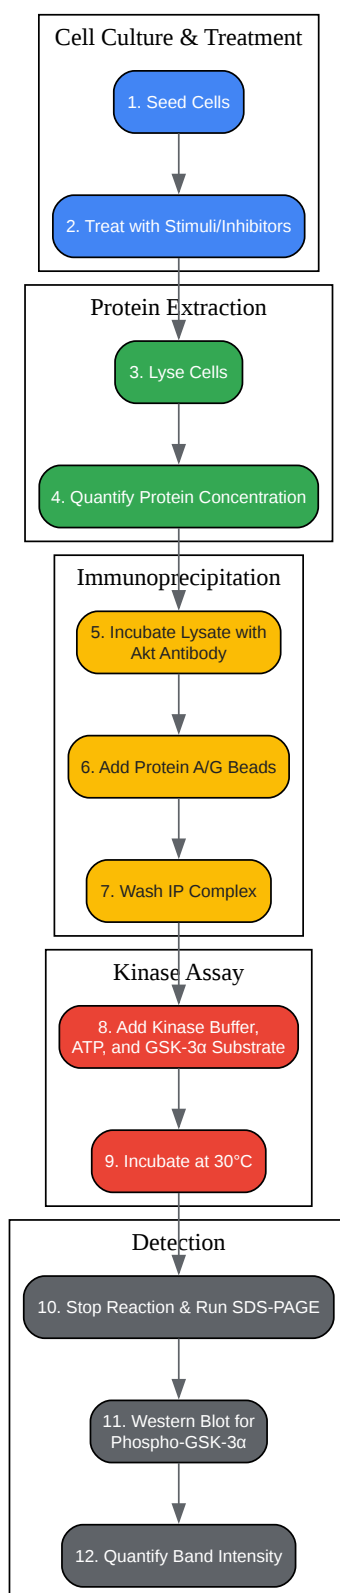 Cell Culture & Treatment
1. Seed Cells
2. Treat with Stimuli/Inhibitors
Protein Extraction
3. Lyse Cells
4. Quantify Protein Concentration
Immunoprecipitation
5. Incubate Lysate with
Akt Antibody
6. Add Protein A/G Beads
7. Wash IP Complex
Kinase Assay
8. Add Kinase Buffer,
ATP, and GSK-3α Substrate
9. Incubate at 30°C
Detection
10. Stop Reaction & Run SDS-PAGE
11. Western Blot for
Phospho-GSK-3α
12. Quantify Band Intensity